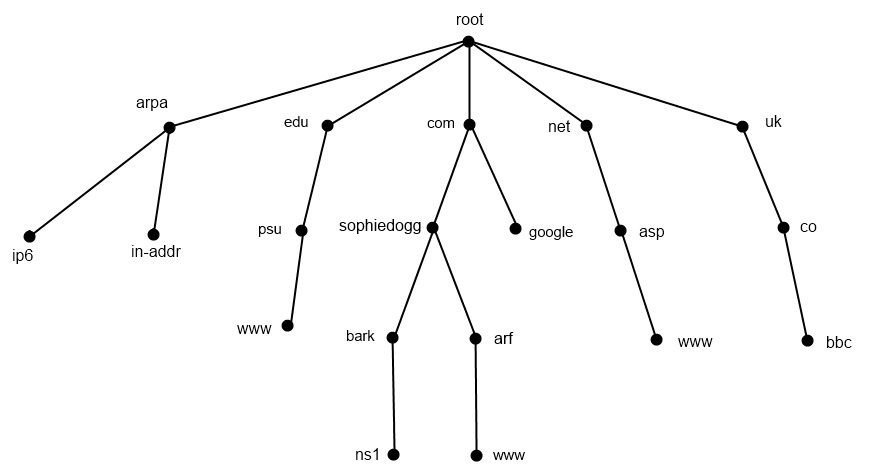 root
arpa
edu
com
net
uk
ip6
in-addr
psu
sophiedogg
google
asp
co
www
bark
arf
www
bbc
ns1
www